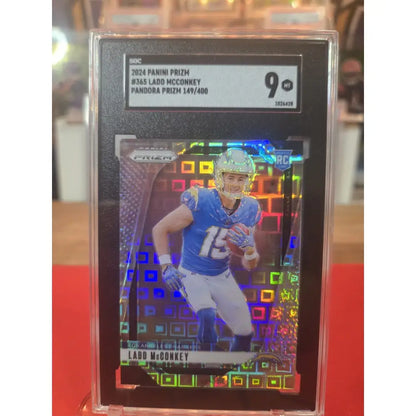 SGC
2024 PANINI PRIZM
#365 LADD MCCONKEY
PANDORA PRIZM 149/400
9 MT
PRIZM
RC
15
LADD McCONKEY